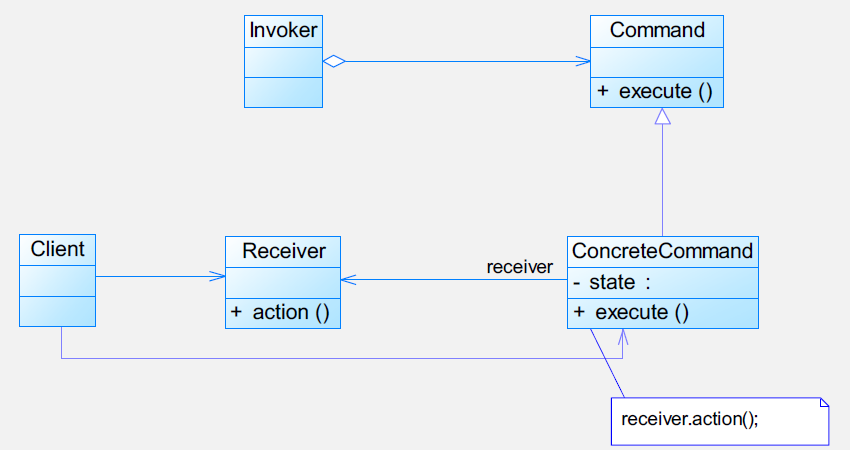 Invoker
Command
+ execute ()
Client
Receiver
+ action ()
receiver
ConcreteCommand
- state :
+ execute ()
receiver.action();